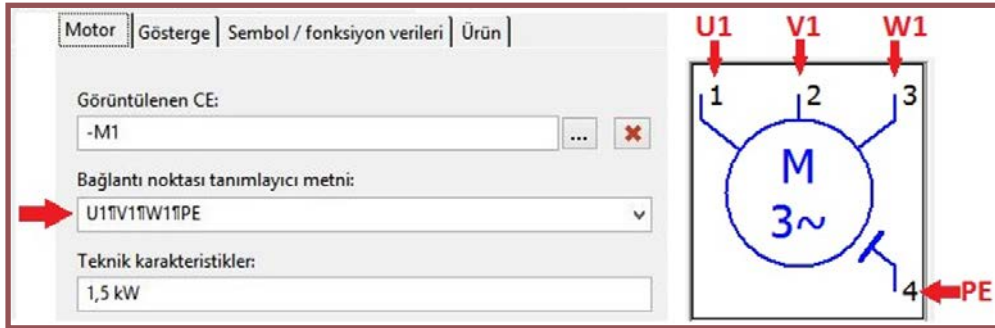 Motor Gösterge Sembol / fonksiyon verileri Ürün
Görüntülenen CE:
-M1
...
Bağlantı noktası tanımlayıcı metni:
U1¶V1¶W1¶PE
Teknik karakteristikler:
1,5 kW
U1 V1 W1
1 2 3
M
3~
4 PE